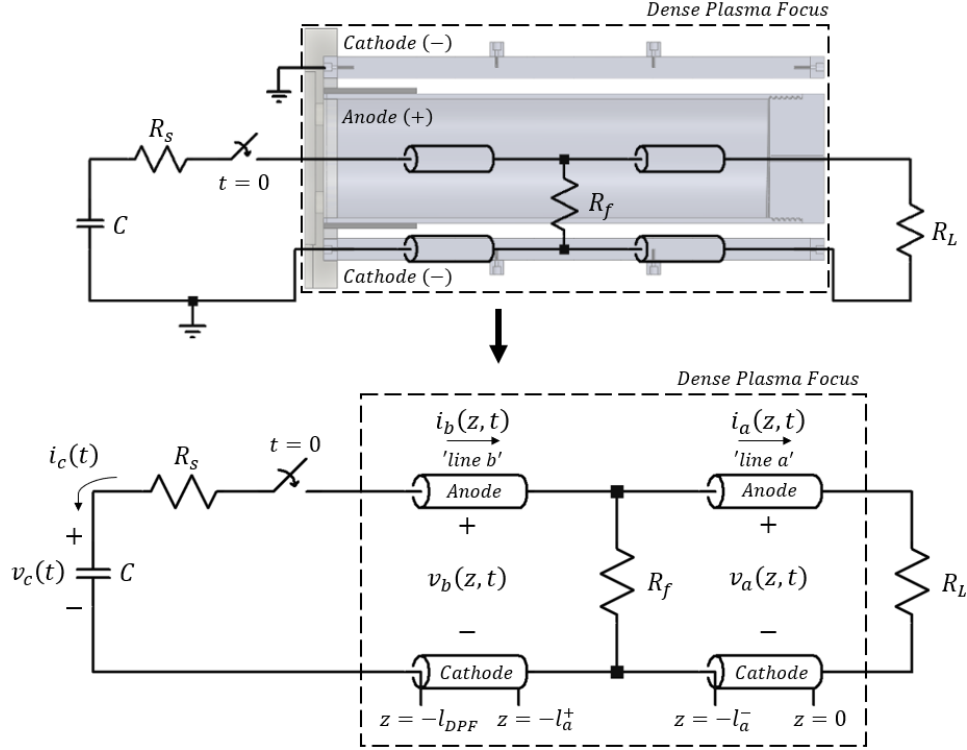 Dense Plasma Focus
Cathode (−)
Anode (+)
R_s
t = 0
C
R_f
R_L
Cathode (−)
Dense Plasma Focus
i_b(z, t)
i_a(z, t)
t = 0
'line b'
'line a'
i_c(t)
R_s
Anode
Anode
+
+
+
v_c(t)
C
v_b(z, t)
R_f
v_a(z, t)
R_L
−
−
−
Cathode
Cathode
z = −l_DPF
z = −l_a^+
z = −l_a^−
z = 0